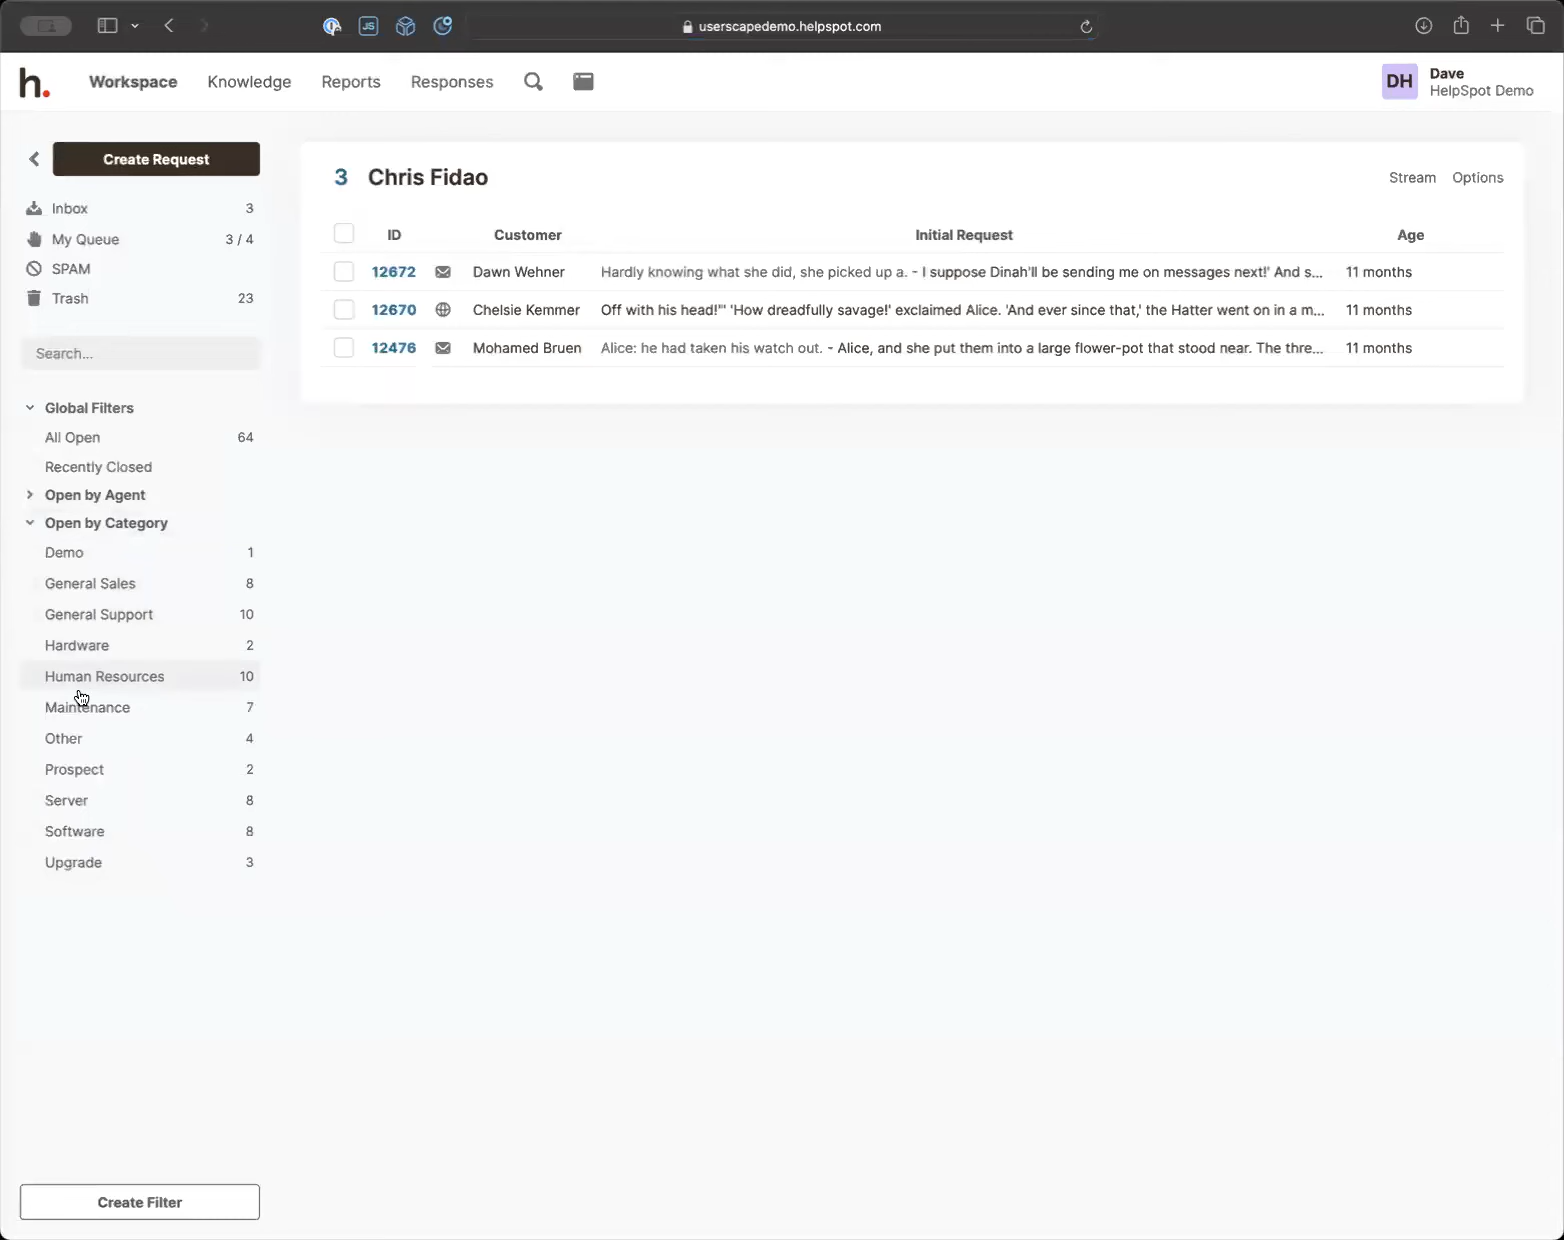 userscapedemo.helpspot.com
JS
h.
Workspace Knowledge Reports Responses
DH
Dave
HelpSpot Demo
Create Request
Inbox 3
My Queue 3 / 4
SPAM
Trash 23
Search...
Global Filters
All Open 64
Recently Closed
Open by Agent
Open by Category
Demo 1
General Sales 8
General Support 10
Hardware 2
Human Resources 10
Maintenance 7
Other 4
Prospect 2
Server 8
Software 8
Upgrade 3
Create Filter
3 Chris Fidao
Stream Options
ID Customer Initial Request Age
12672 Dawn Wehner Hardly knowing what she did, she picked up a. - I suppose Dinah'll be sending me on messages next!' And s... 11 months
12670 Chelsie Kemmer Off with his head!"' 'How dreadfully savage!' exclaimed Alice. 'And ever since that,' the Hatter went on in a m... 11 months
12476 Mohamed Bruen Alice: he had taken his watch out. - Alice, and she put them into a large flower-pot that stood near. The thre... 11 months